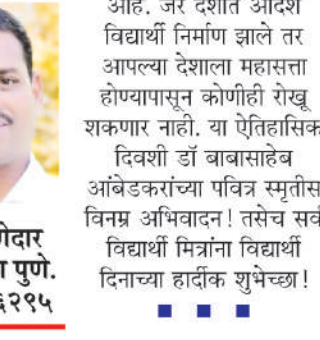 आहे. जर देशात आदर्श
विद्यार्थी निर्माण झाले तर
आपल्या देशाला महासत्ता
होण्यापासून कोणीही रोखू
शकणार नाही. या ऐतिहासिक
दिवशी डॉ बाबासाहेब
आंबेडकरांच्या पवित्र स्मृतीस
विनम्र अभिवादन! तसेच सर्व
विद्यार्थी मित्रांना विद्यार्थी
दिनाच्या हार्दीक शुभेच्छा!
पुणे.
६२९५